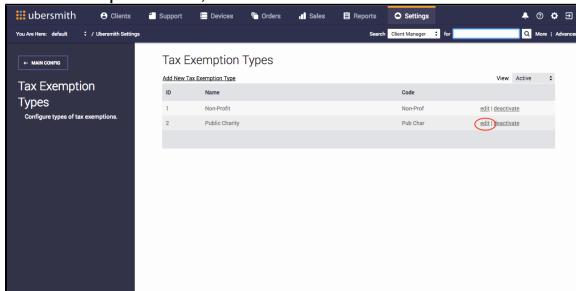 ubersmith Clients Support Devices Orders Sales Reports Settings
You Are Here: default / Ubersmith Settings Search Client Manager for More | Advanced
← MAIN CONFIG
Tax Exemption Types
Configure types of tax exemptions.
Tax Exemption Types
Add New Tax Exemption Type View: Active
ID Name Code
1 Non-Profit Non-Prof edit | deactivate
2 Public Charity Pub Char edit | deactivate